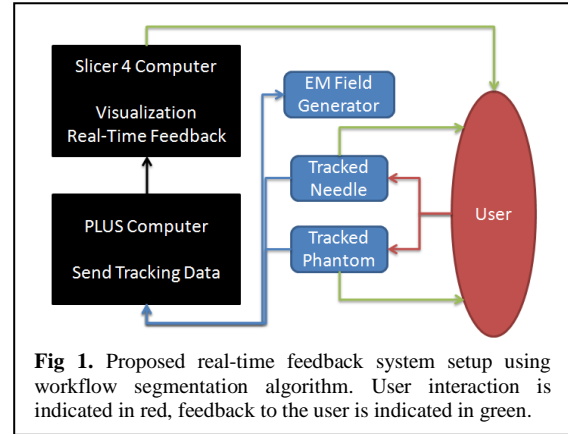 Slicer 4 Computer
Visualization
Real-Time Feedback
EM Field
Generator
Tracked
Needle
User
PLUS Computer
Send Tracking Data
Tracked
Phantom
Fig 1. Proposed real-time feedback system setup using
workflow segmentation algorithm. User interaction is
indicated in red, feedback to the user is indicated in green.